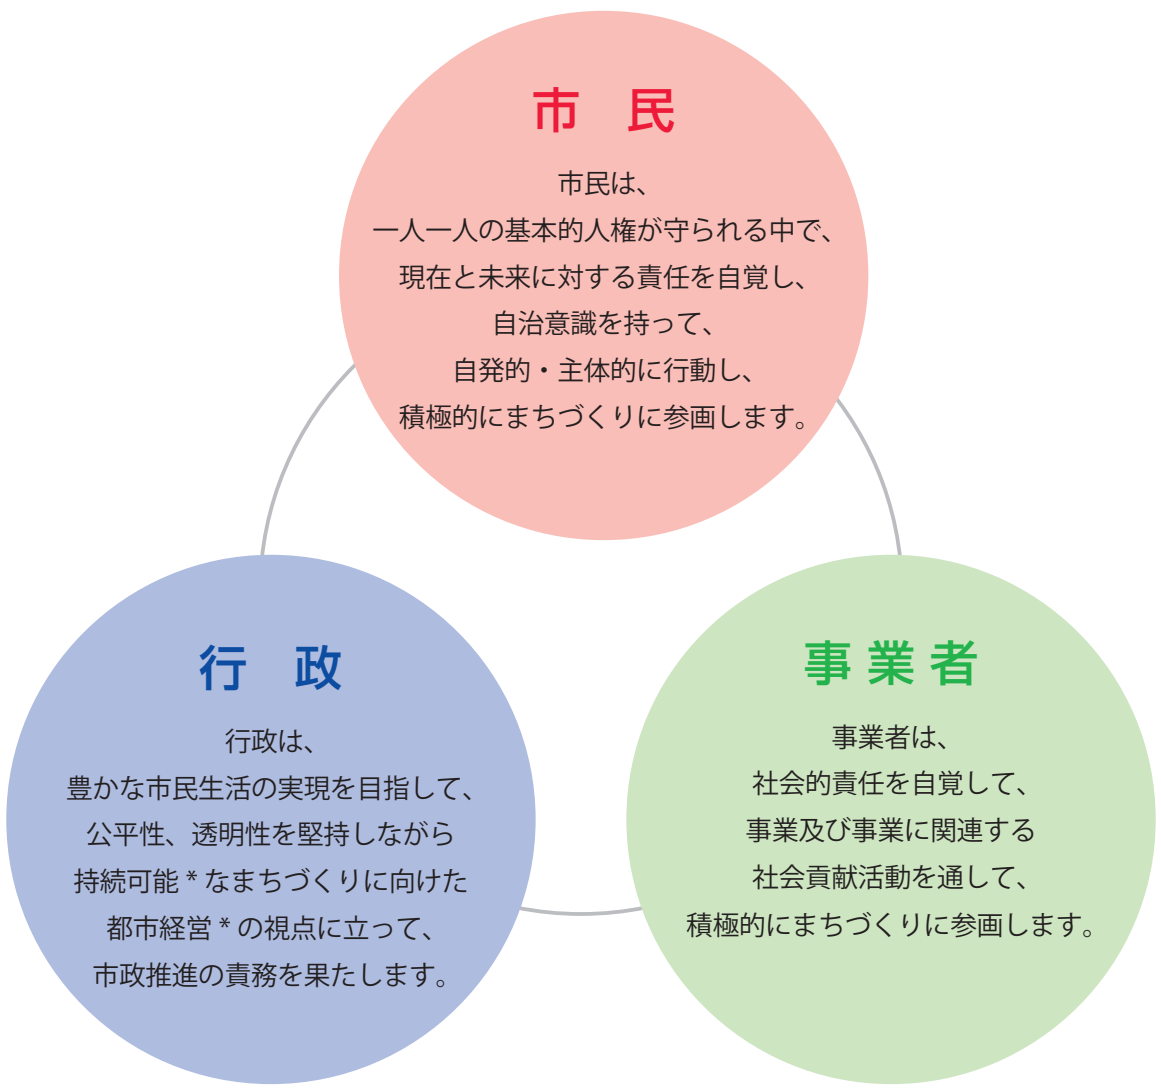 市　民
市民は、
一人一人の基本的人権が守られる中で、
現在と未来に対する責任を自覚し、
自治意識を持って、
自発的・主体的に行動し、
積極的にまちづくりに参画します。
行　政
行政は、
豊かな市民生活の実現を目指して、
公平性、透明性を堅持しながら
持続可能 * なまちづくりに向けた
都市経営 * の視点に立って、
市政推進の責務を果たします。
事業者
事業者は、
社会的責任を自覚して、
事業及び事業に関連する
社会貢献活動を通して、
積極的にまちづくりに参画します。